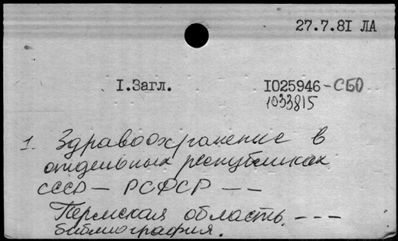 27.7.81 ЛА
I.Загл.
I025946-СБО
1033815
1. Здравоохранение в
отдельных республиках
СССР - РСФСР - -
Пермская область. - - -
библиография.